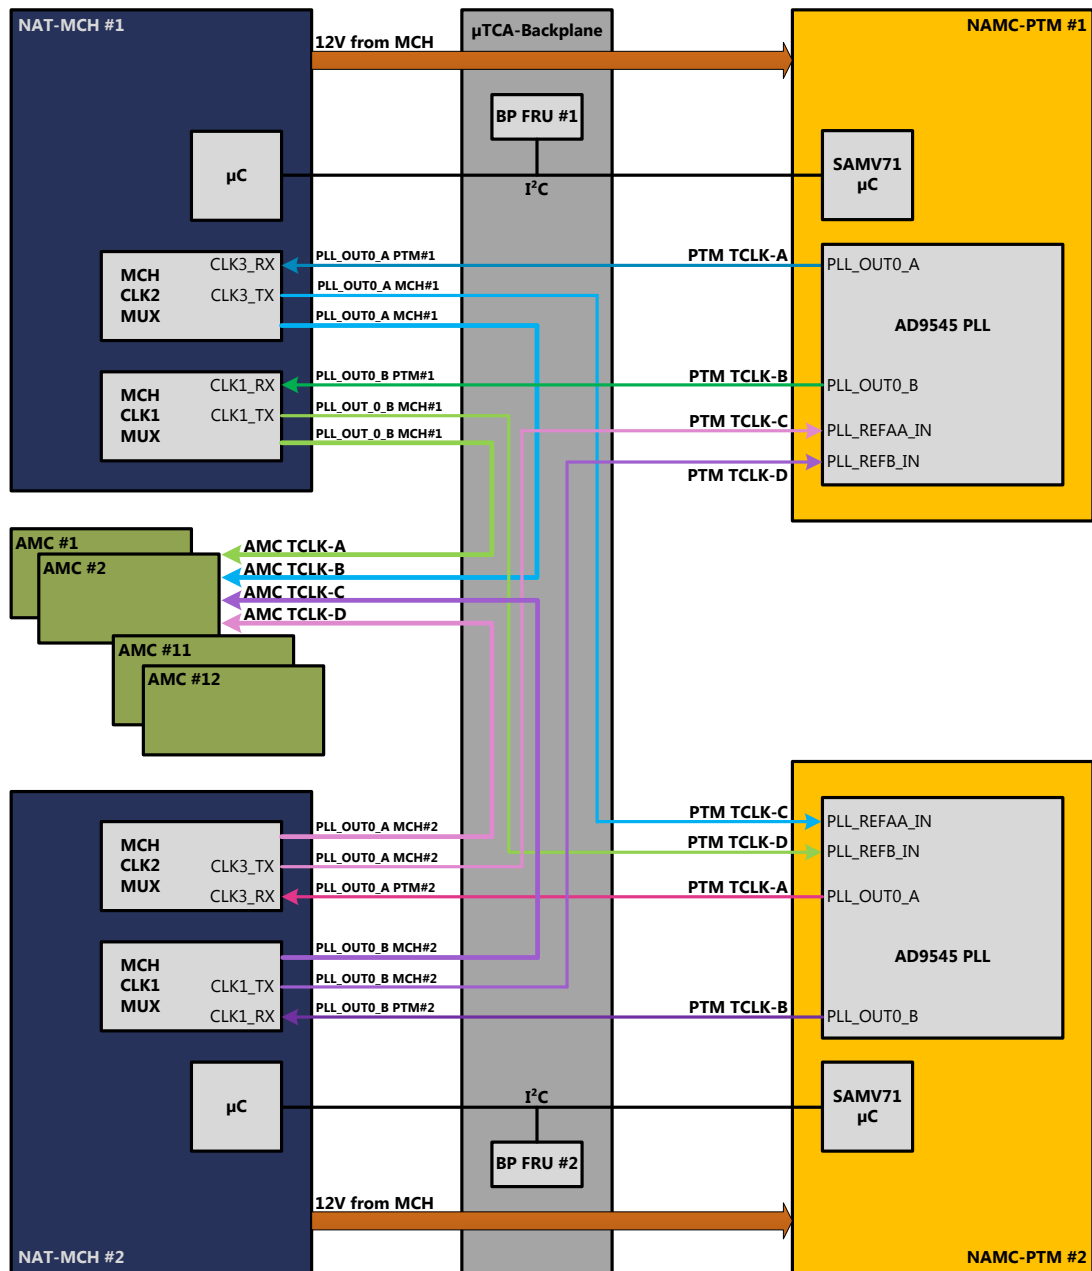 NAT-MCH #1
12V from MCH
µTCA-Backplane
NAMC-PTM #1
BP FRU #1
µC
I²C
SAMV71
µC
MCH
CLK2
MUX
CLK3_RX
CLK3_TX
PLL_OUT0_A PTM#1
PLL_OUT0_A MCH#1
PLL_OUT0_A MCH#1
PTM TCLK-A
PLL_OUT0_A
AD9545 PLL
MCH
CLK1
MUX
CLK1_RX
CLK1_TX
PLL_OUT0_B PTM#1
PLL_OUT_0_B MCH#1
PLL_OUT_0_B MCH#1
PTM TCLK-B
PTM TCLK-C
PTM TCLK-D
PLL_OUT0_B
PLL_REFAA_IN
PLL_REFB_IN
AMC #1
AMC #2
AMC #11
AMC #12
AMC TCLK-A
AMC TCLK-B
AMC TCLK-C
AMC TCLK-D
MCH
CLK2
MUX
CLK3_TX
CLK3_RX
PLL_OUT0_A MCH#2
PLL_OUT0_A MCH#2
PLL_OUT0_A PTM#2
PTM TCLK-C
PTM TCLK-D
PTM TCLK-A
PLL_REFAA_IN
PLL_REFB_IN
PLL_OUT0_A
AD9545 PLL
MCH
CLK1
MUX
CLK1_TX
CLK1_RX
PLL_OUT0_B MCH#2
PLL_OUT0_B MCH#2
PLL_OUT0_B PTM#2
PTM TCLK-B
PLL_OUT0_B
µC
I²C
SAMV71
µC
BP FRU #2
12V from MCH
NAT-MCH #2
NAMC-PTM #2